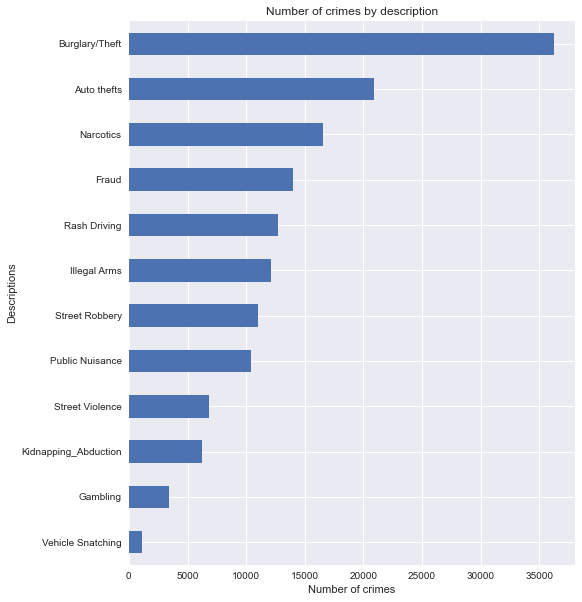 Number of crimes by description
Burglary/Theft
Auto thefts
Narcotics
Fraud
Rash Driving
Illegal Arms
Street Robbery
Public Nuisance
Street Violence
Kidnapping_Abduction
Gambling
Vehicle Snatching
Descriptions
0 5000 10000 15000 20000 25000 30000 35000
Number of crimes